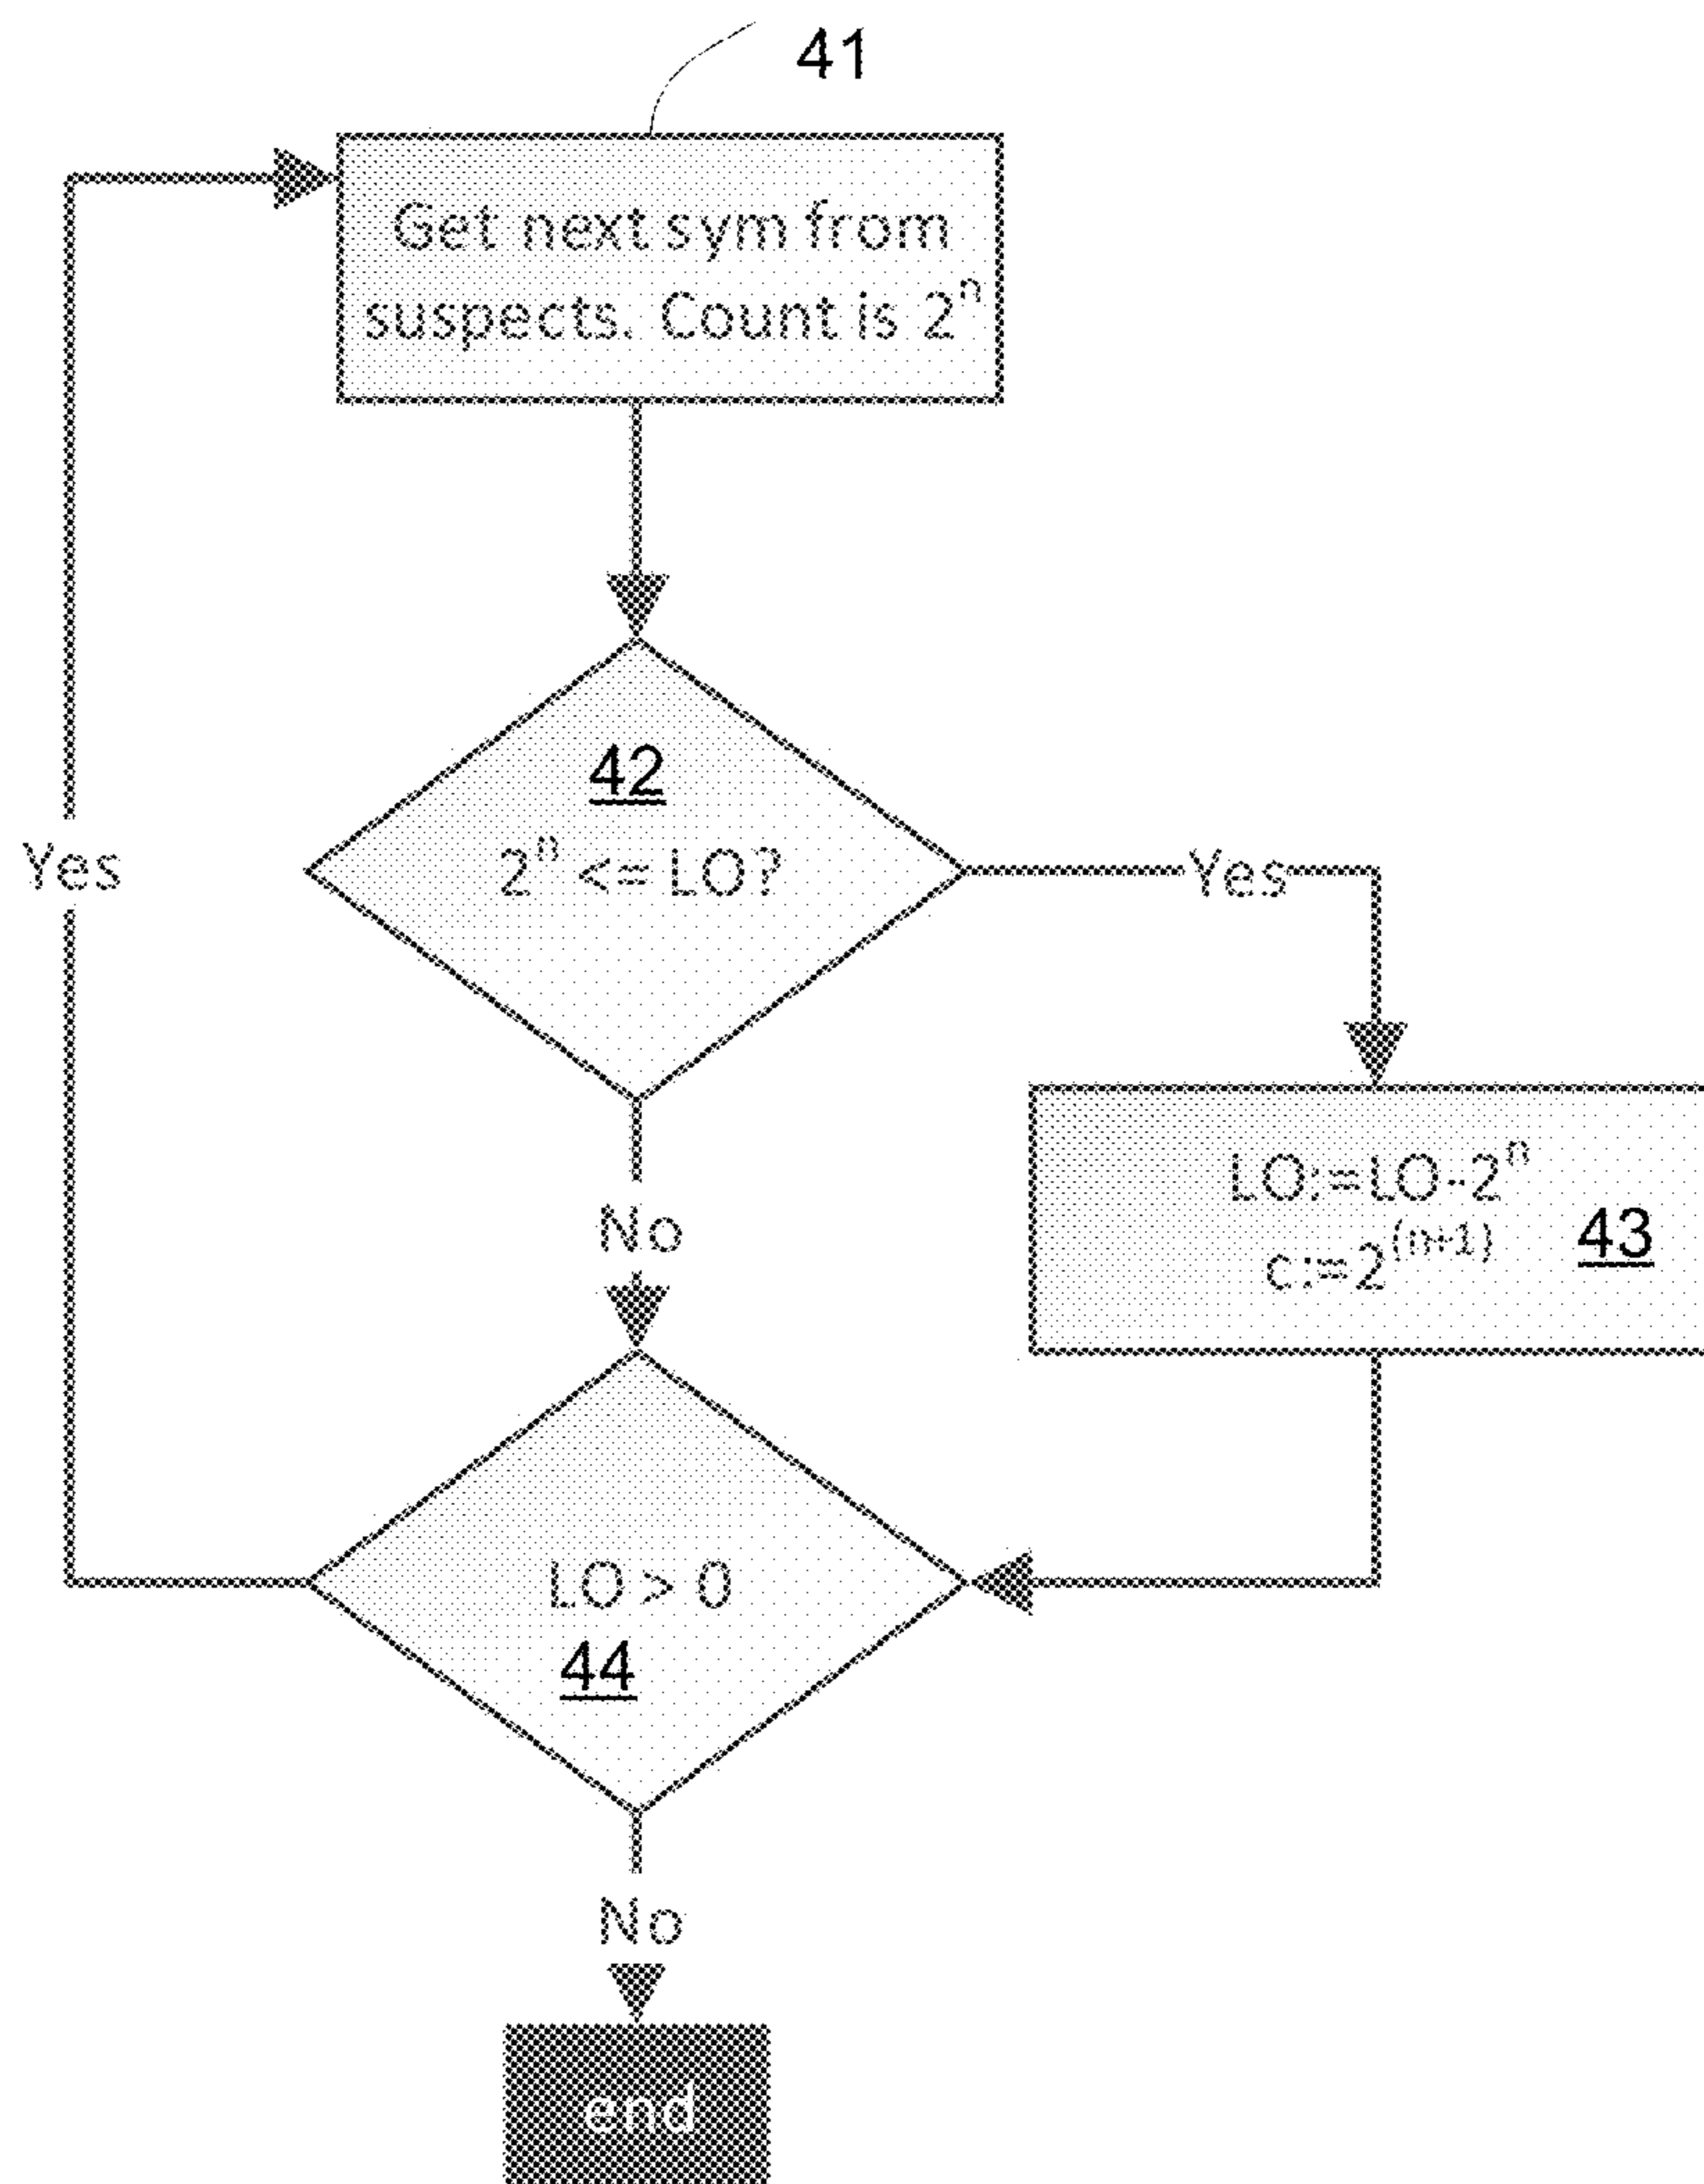 41
Get next sym from
suspects. Count is 2ⁿ
42
2ⁿ <= LO?
Yes
Yes
No
LO:=LO-2ⁿ
c:=2⁽ⁿ⁺¹⁾
43
LO > 0
44
No
end